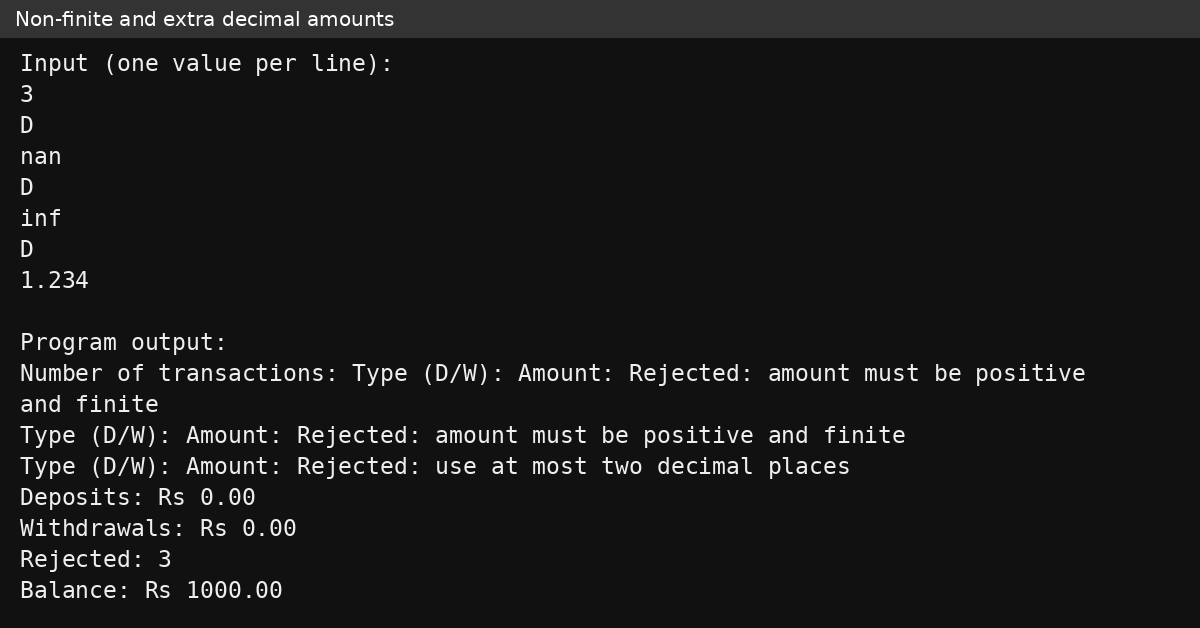 Non-finite and extra decimal amounts
Input (one value per line):
3
D
nan
D
inf
D
1.234
Program output:
Number of transactions: Type (D/W): Amount: Rejected: amount must be positive
and finite
Type (D/W): Amount: Rejected: amount must be positive and finite
Type (D/W): Amount: Rejected: use at most two decimal places
Deposits: Rs 0.00
Withdrawals: Rs 0.00
Rejected: 3
Balance: Rs 1000.00